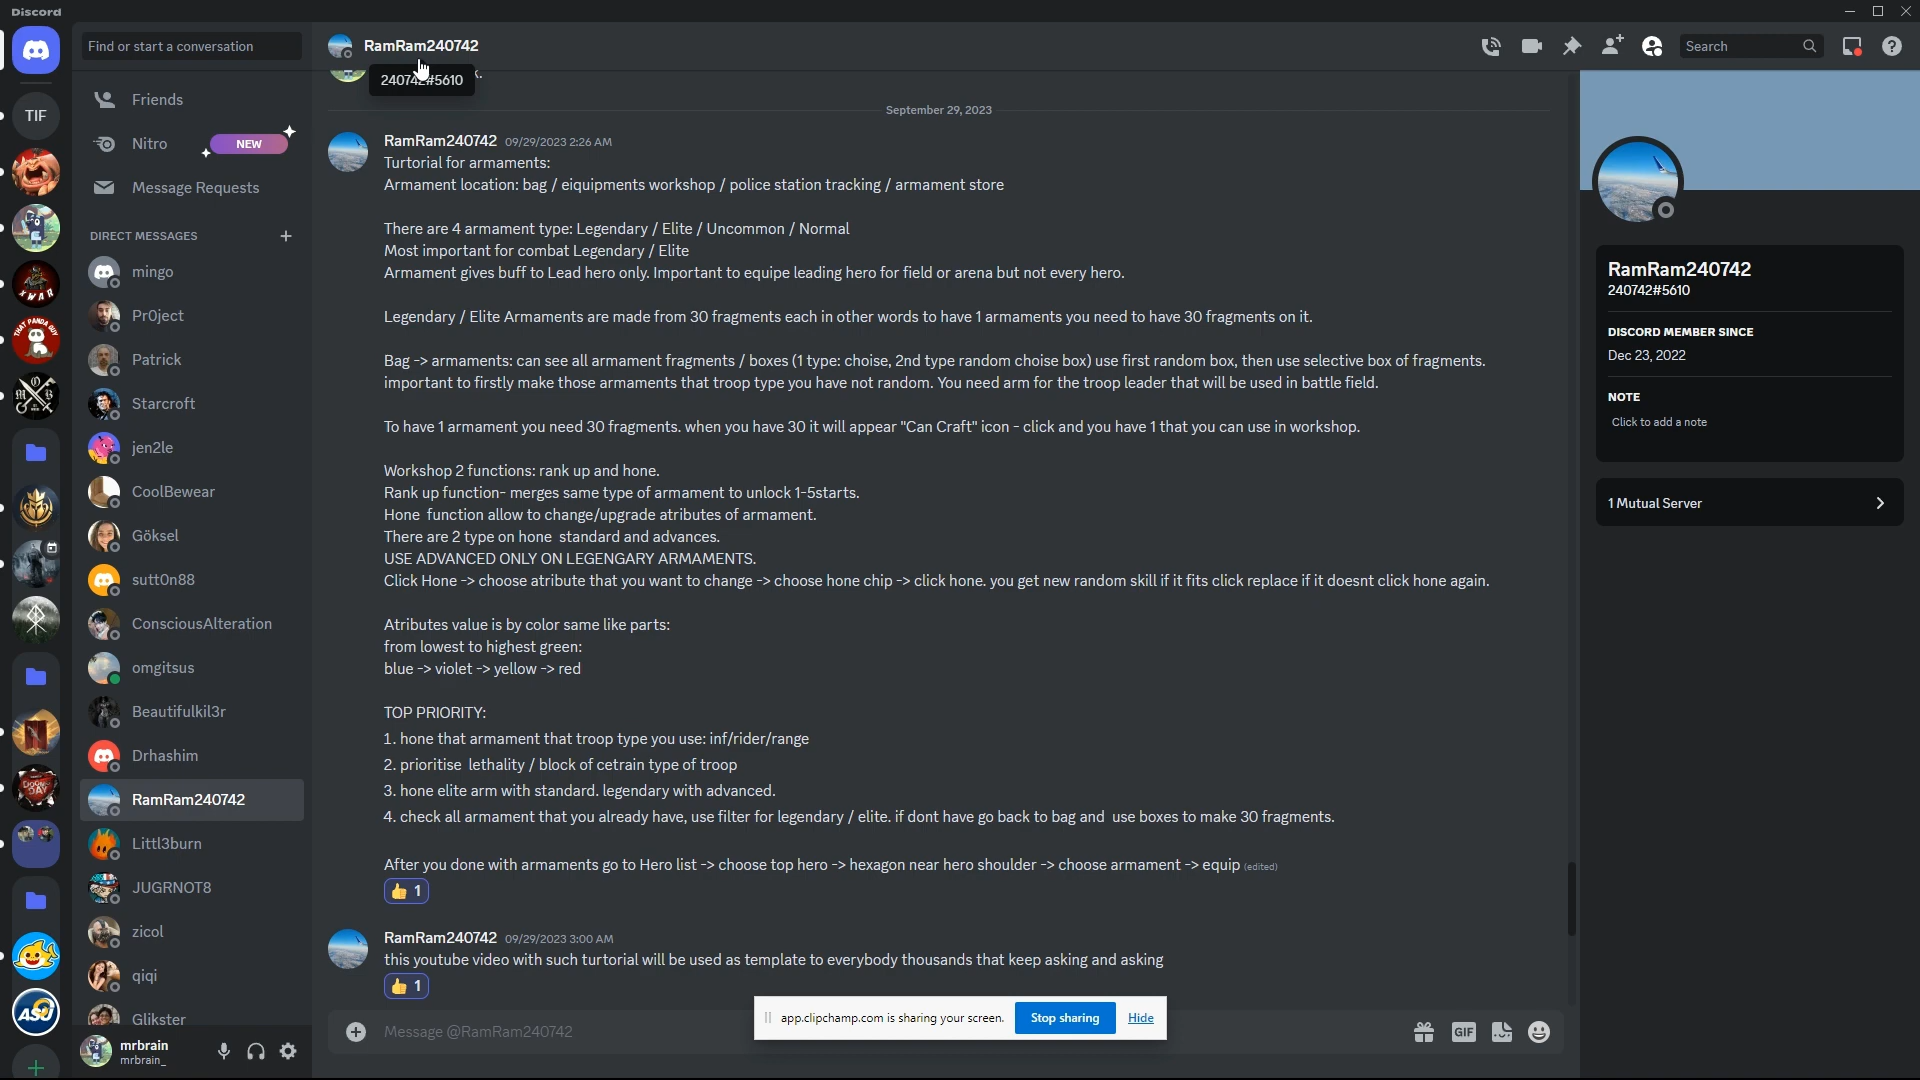 Discord
Find or start a conversation
RamRam240742
Search
TIF
Friends
Nitro
NEW
Message Requests
DIRECT MESSAGES
mingo
Pr0ject
Patrick
Starcroft
jen2le
CoolBewear
Göksel
sutt0n88
ConsciousAlteration
omgitsus
Beautifulkil3r
Drhashim
RamRam240742
Littl3burn
JUGRNOT8
zicol
qiqi
Glikster
mrbrain
mrbrain_
September 29, 2023
RamRam240742 09/29/2023 2:26 AM
Turtorial for armaments:
Armament location: bag / eiquipments workshop / police station tracking / armament store
There are 4 armament type: Legendary / Elite / Uncommon / Normal
Most important for combat Legendary / Elite
Armament gives buff to Lead hero only. Important to equipe leading hero for field or arena but not every hero.
Legendary / Elite Armaments are made from 30 fragments each in other words to have 1 armaments you need to have 30 fragments on it.
Bag -> armaments: can see all armament fragments / boxes (1 type: choise, 2nd type random choise box) use first random box, then use selective box of fragments.
important to firstly make those armaments that troop type you have not random. You need arm for the troop leader that will be used in battle field.
To have 1 armament you need 30 fragments. when you have 30 it will appear "Can Craft" icon - click and you have 1 that you can use in workshop.
Workshop 2 functions: rank up and hone.
Rank up function- merges same type of armament to unlock 1-5starts.
Hone function allow to change/upgrade atributes of armament.
There are 2 type on hone standard and advances.
USE ADVANCED ONLY ON LEGENGARY ARMAMENTS.
Click Hone -> choose atribute that you want to change -> choose hone chip -> click hone. you get new random skill if it fits click replace if it doesnt click hone again.
Atributes value is by color same like parts:
from lowest to highest green:
blue -> violet -> yellow -> red
TOP PRIORITY:
1. hone that armament that troop type you use: inf/rider/range
2. prioritise lethality / block of cetrain type of troop
3. hone elite arm with standard. legendary with advanced.
4. check all armament that you already have, use filter for legendary / elite. if dont have go back to bag and use boxes to make 30 fragments.
After you done with armaments go to Hero list -> choose top hero -> hexagon near hero shoulder -> choose armament -> equip (edited)
1
RamRam240742 09/29/2023 3:00 AM
this youtube video with such turtorial will be used as template to everybody thousands that keep asking and asking
1
Message @RamRam240742
GIF
app.clipchamp.com is sharing your screen.
Stop sharing
Hide
RamRam240742
240742#5610
DISCORD MEMBER SINCE
Dec 23, 2022
NOTE
Click to add a note
1 Mutual Server
XWAR
THAT PANDA GUY
MOB
ASU